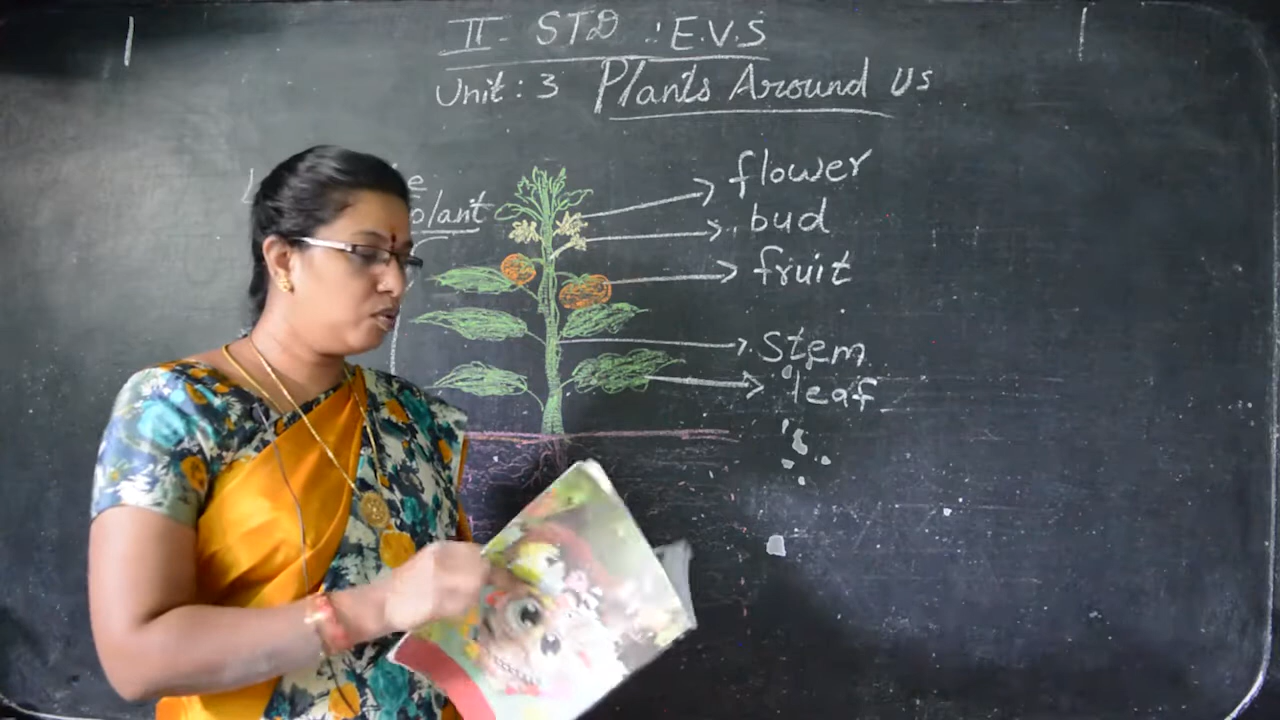 II - STD : E.V.S
Unit : 3 Plants Around Us
plant
flower
bud
fruit
stem
leaf